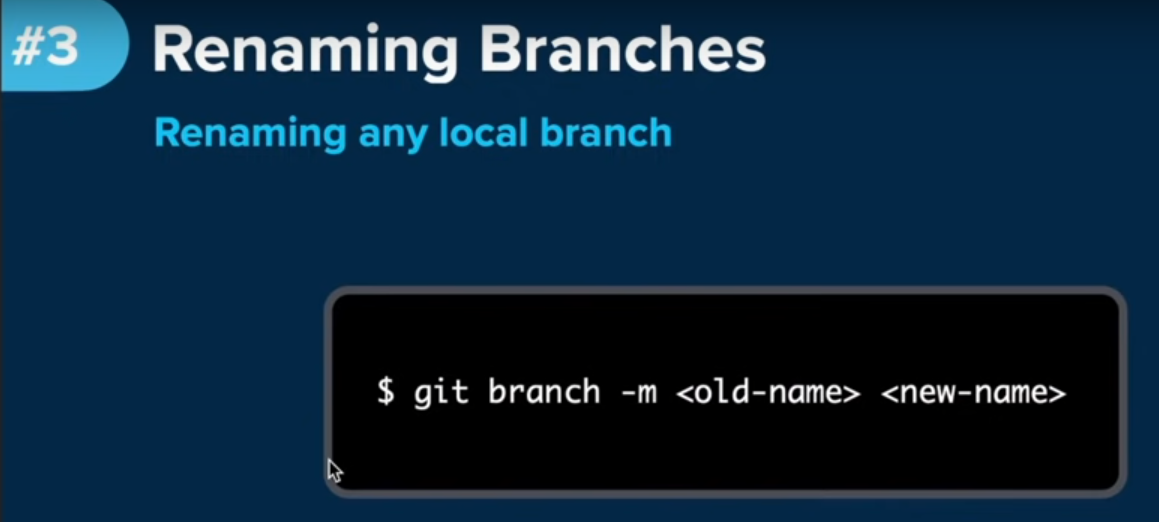 #3 Renaming Branches
Renaming any local branch
$ git branch -m <old-name> <new-name>